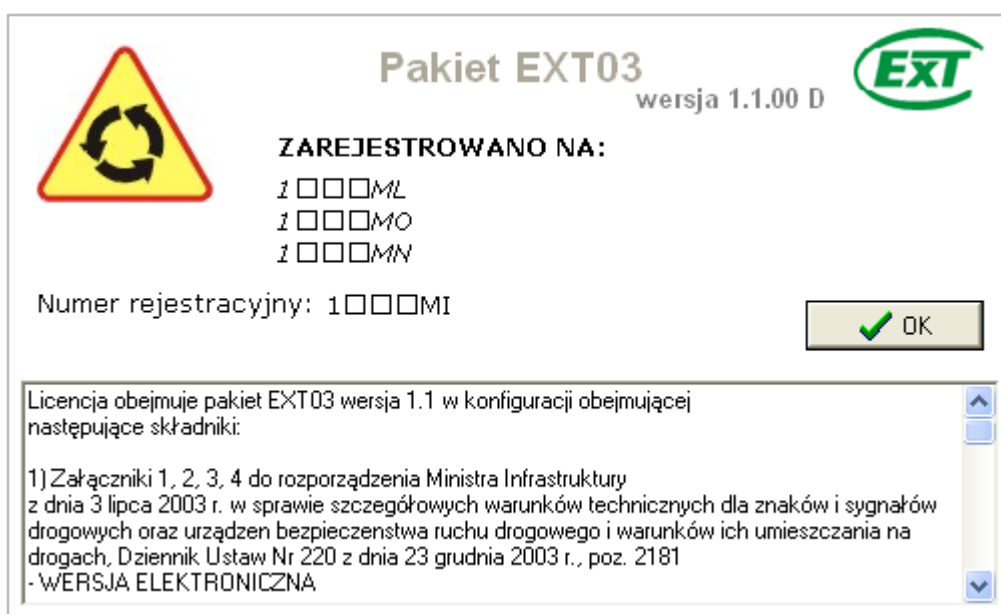 Pakiet EXT03
wersja 1.1.00 D
EXT
ZAREJESTROWANO NA:
1□□□ML
1□□□MO
1□□□MN
Numer rejestracyjny: 1□□□MI
OK
Licencja obejmuje pakiet EXT03 wersja 1.1 w konfiguracji obejmującej
następujące składniki:
1) Załączniki 1, 2, 3, 4 do rozporządzenia Ministra Infrastruktury
z dnia 3 lipca 2003 r. w sprawie szczegółowych warunków technicznych dla znaków i sygnałów
drogowych oraz urządzen bezpieczenstwa ruchu drogowego i warunków ich umieszczania na
drogach, Dziennik Ustaw Nr 220 z dnia 23 grudnia 2003 r., poz. 2181
- WERSJA ELEKTRONICZNA